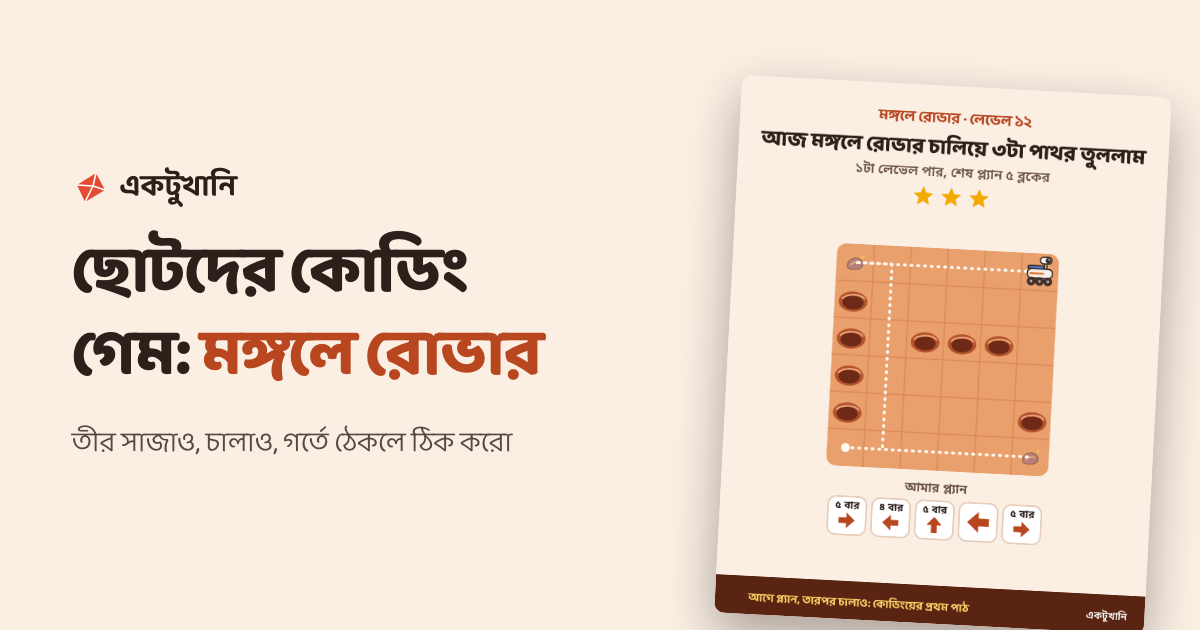 একটুখানি
ছোটদের কোডিং
গেম: মঙ্গলে রোভার
তীর সাজাও, চালাও, গর্তে ঠেকলে ঠিক করো
মঙ্গলে রোভার · লেভেল ১২
আজ মঙ্গলে রোভার চালিয়ে ৩টা পাথর তুললাম
১টা লেভেল পার, শেষ প্ল্যান ৫ ব্লকের
আমার প্ল্যান
৫ বার ৪ বার ৫ বার ৫ বার
আগে প্ল্যান, তারপর চালাও: কোডিংয়ের প্রথম পাঠ
একটুখানি